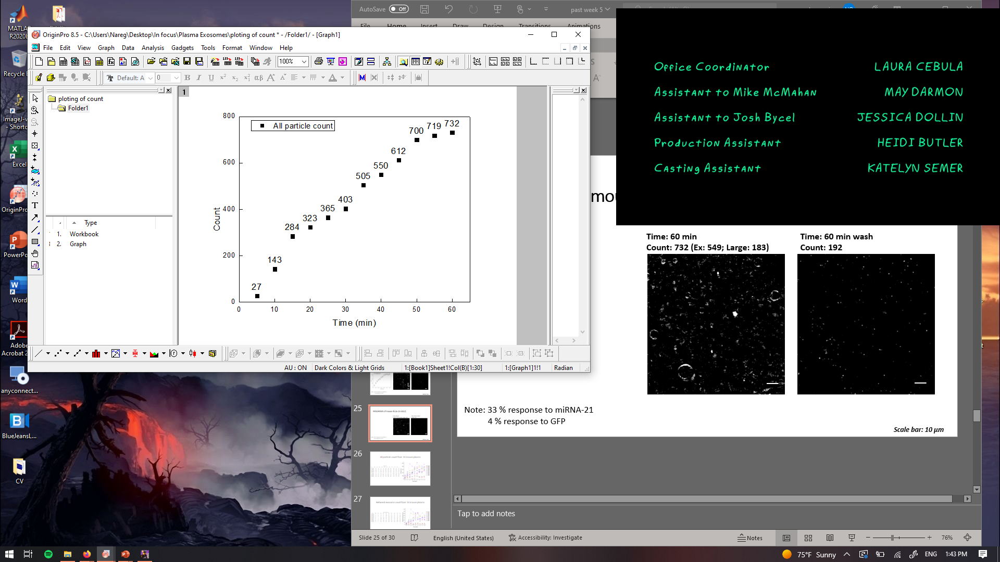 MATLAB
R2020b
Recycle
ImageJ-w
- Shortc
Excel
OriginPro
PowerPo
Word
Adobe
Acrobat
anyconnect...
BlueJeansL...
CV
OriginPro 8.5 - C:\Users\Nareg\Desktop\In focus\Plasma Exosomes\ploting of count * - /Folder1/ - [Graph1]
File Edit View Graph Data Analysis Gadgets Tools Format Window Help
100%
Default: A
0
ploting of count
Folder1
Type
1. Workbook
2. Graph
1
All particle count
800
600
400
200
0
Count
27
143
284
323
365
403
505
550
612
700
719
732
0 10 20 30 40 50 60
Time (min)
AU : ON Dark Colors & Light Grids 1:[Book1]Sheet1!Col(B)[1:30] 1:[Graph1]1!1 Radian
AutoSave Off
past week 5
File Home Insert Draw Design Transitions Animations
Office Coordinator LAURA CEBULA
Assistant to Mike McMahan MAY DARMON
Assistant to Josh Bycel JESSICA DOLLIN
Production Assistant HEIDI BUTLER
Casting Assistant KATELYN SEMER
mou
Time: 60 min
Count: 732 (Ex: 549; Large: 183)
Time: 60 min wash
Count: 192
Note: 33 % response to miRNA-21
4 % response to GFP
Scale bar: 10 µm
25
26
27
Tap to add notes
Slide 25 of 30 English (United States) Accessibility: Investigate Notes 76%
75°F Sunny ENG 1:43 PM